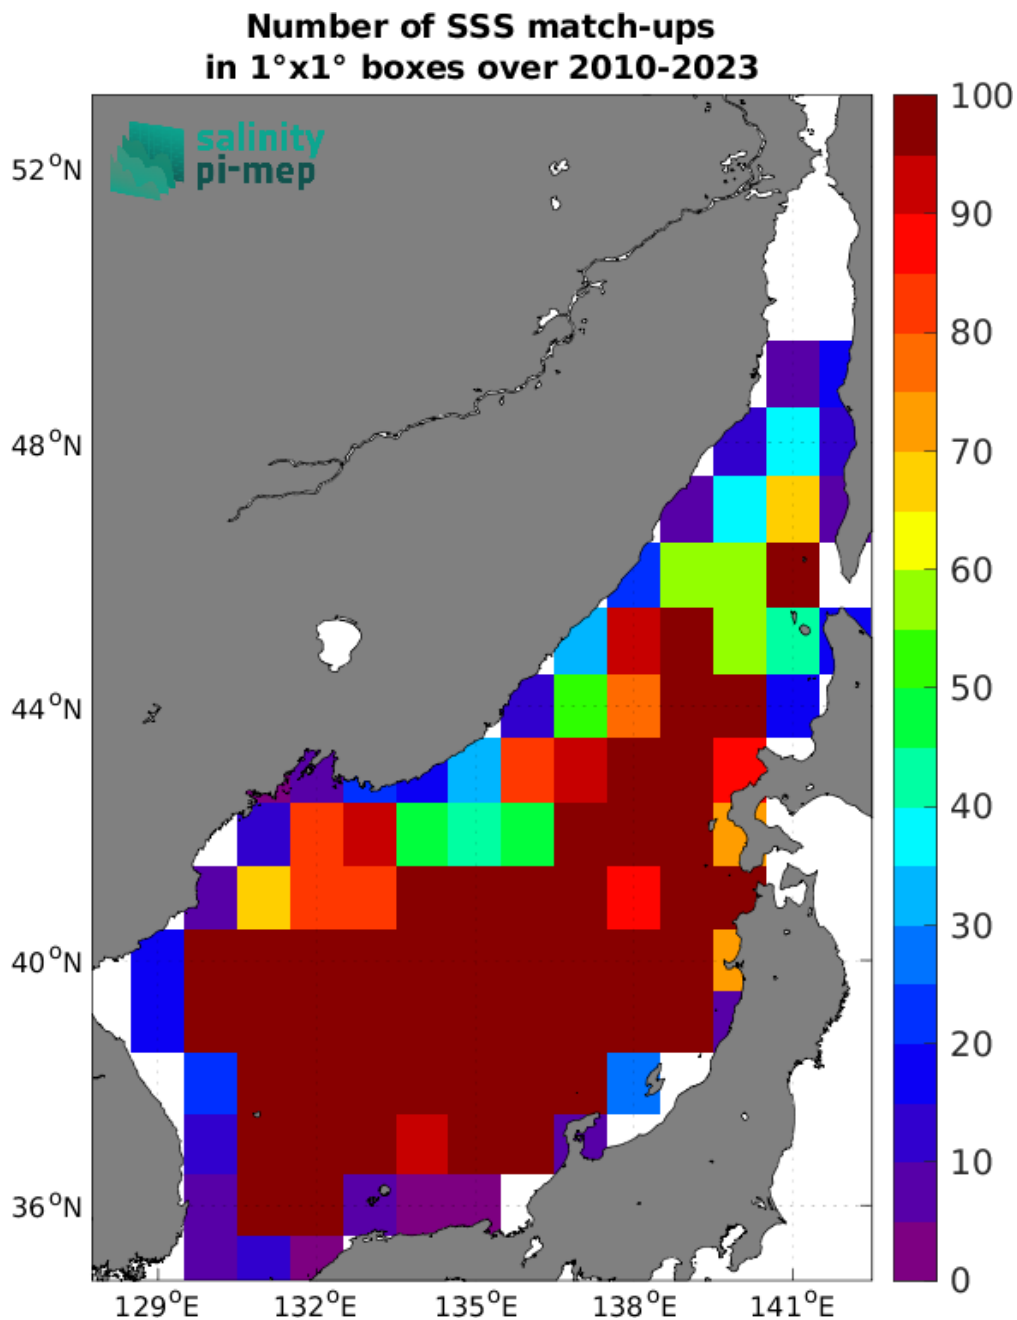 Number of SSS match-ups
in 1°x1° boxes over 2010-2023
salinity
pi-mep
52°N
48°N
44°N
40°N
36°N
129°E
132°E
135°E
138°E
141°E
100
90
80
70
60
50
40
30
20
10
0